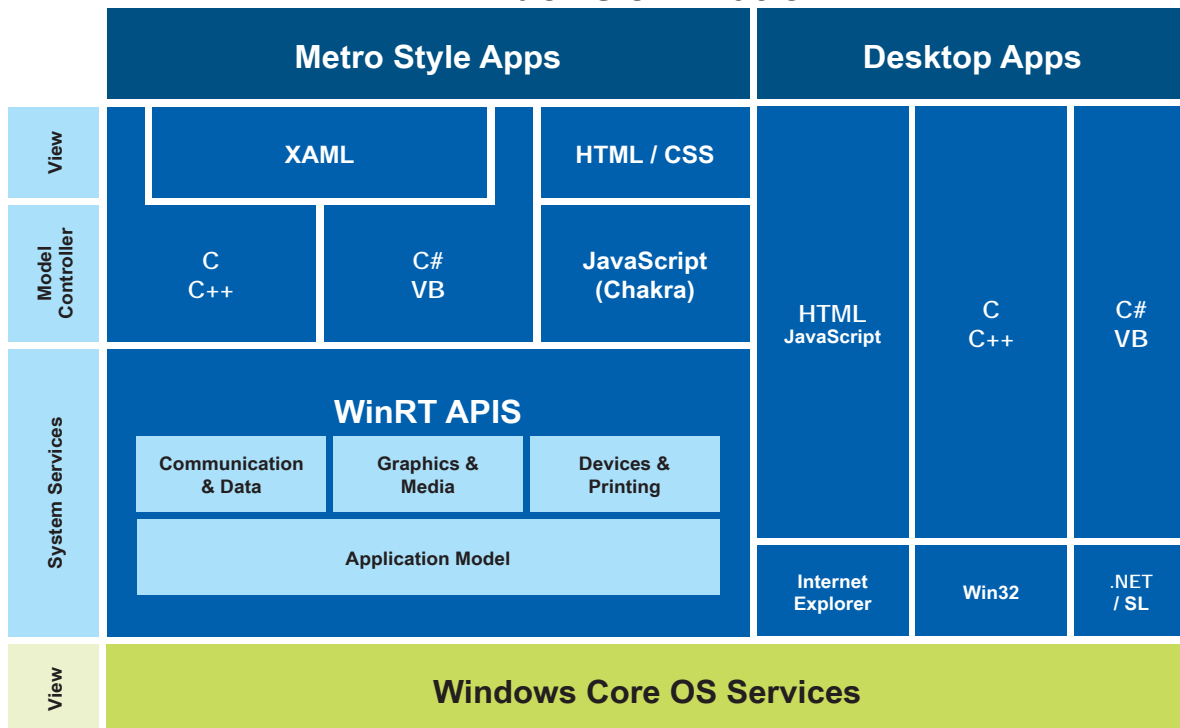 Metro Style Apps
Desktop Apps
View
XAML
HTML / CSS
Model
Controller
C
C++
C#
VB
JavaScript
(Chakra)
HTML
JavaScript
C
C++
C#
VB
System Services
WinRT APIS
Communication
& Data
Graphics &
Media
Devices &
Printing
Application Model
Internet
Explorer
Win32
.NET
/ SL
View
Windows Core OS Services